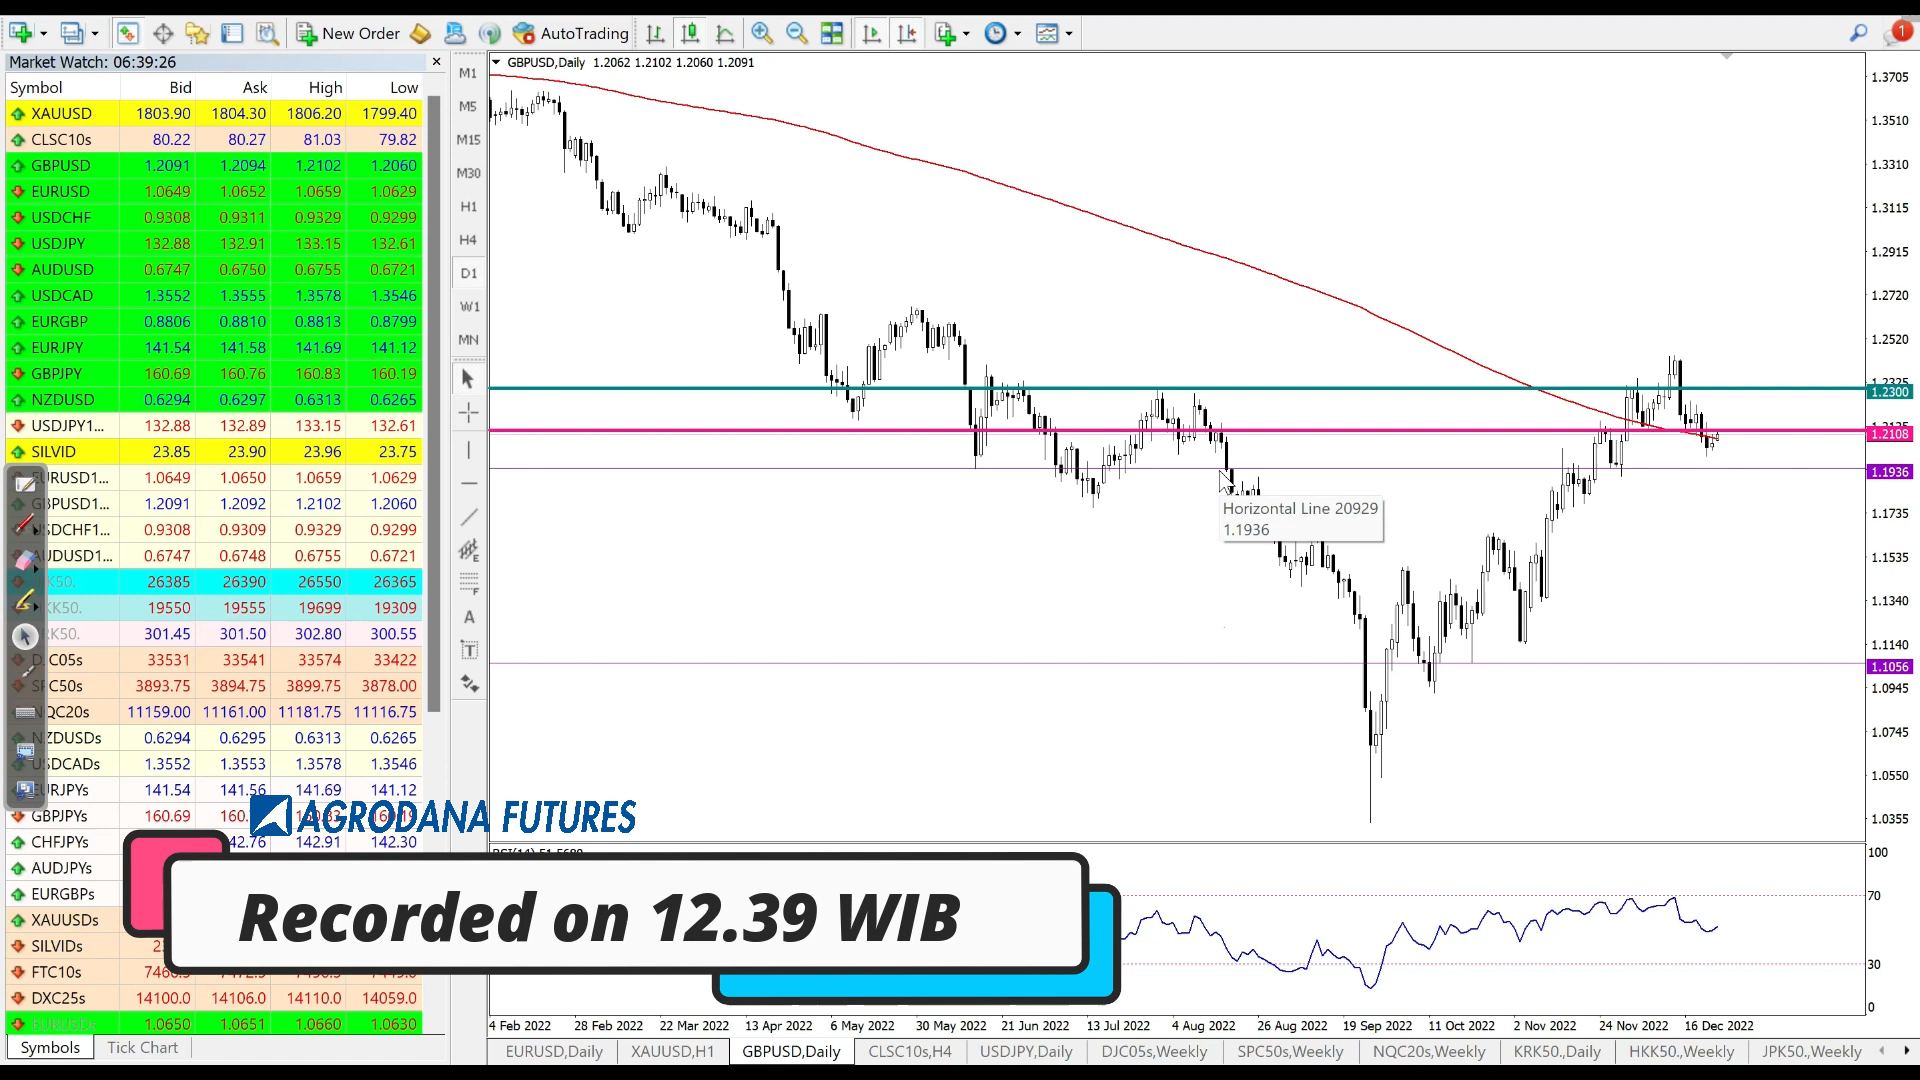 New Order
AutoTrading
1
Market Watch: 06:39:26
Symbol Bid Ask High Low
XAUUSD 1803.90 1804.30 1806.20 1799.40
CLSC10s 80.22 80.27 81.03 79.82
GBPUSD 1.2091 1.2094 1.2102 1.2060
EURUSD 1.0649 1.0652 1.0659 1.0629
USDCHF 0.9308 0.9311 0.9329 0.9299
USDJPY 132.88 132.91 133.15 132.61
AUDUSD 0.6747 0.6750 0.6755 0.6721
USDCAD 1.3552 1.3555 1.3578 1.3546
EURGBP 0.8806 0.8810 0.8813 0.8799
EURJPY 141.54 141.58 141.69 141.12
GBPJPY 160.69 160.76 160.83 160.19
NZDUSD 0.6294 0.6297 0.6313 0.6265
USDJPY1... 132.88 132.89 133.15 132.61
SILVID 23.85 23.90 23.96 23.75
EURUSD1... 1.0649 1.0650 1.0659 1.0629
GBPUSD1... 1.2091 1.2092 1.2102 1.2060
USDCHF1... 0.9308 0.9309 0.9329 0.9299
AUDUSD1... 0.6747 0.6748 0.6755 0.6721
K50. 26385 26390 26550 26365
KK50. 19550 19555 19699 19309
RK50. 301.45 301.50 302.80 300.55
DJC05s 33531 33541 33574 33422
SPC50s 3893.75 3894.75 3899.75 3878.00
NQC20s 11159.00 11161.00 11181.75 11116.75
NZDUSDs 0.6294 0.6295 0.6313 0.6265
USDCADs 1.3552 1.3553 1.3578 1.3546
EURJPYs 141.54 141.56 141.69 141.12
GBPJPYs 160.69
CHFJPYs 42.76 142.91 142.30
AUDJPYs
EURGBPs
XAUUSDs
SILVIDs
FTC10s
DXC25s 14100.0 14106.0 14110.0 14059.0
1.0650 1.0651 1.0660 1.0630
Symbols Tick Chart
M1
M5
M15
M30
H1
H4
D1
W1
MN
GBPUSD,Daily 1.2062 1.2102 1.2060 1.2091
Horizontal Line 20929
1.1936
1.3705
1.3510
1.3310
1.3115
1.2915
1.2720
1.2520
1.2325
1.2300
1.2108
1.1936
1.1735
1.1535
1.1340
1.1140
1.1056
1.0945
1.0745
1.0550
1.0355
100
70
30
0
AGRODANA FUTURES
Recorded on 12.39 WIB
4 Feb 2022 28 Feb 2022 22 Mar 2022 13 Apr 2022 6 May 2022 30 May 2022 21 Jun 2022 13 Jul 2022 4 Aug 2022 26 Aug 2022 19 Sep 2022 11 Oct 2022 2 Nov 2022 24 Nov 2022 16 Dec 2022
EURUSD,Daily XAUUSD,H1 GBPUSD,Daily CLSC10s,H4 USDJPY,Daily DJC05s,Weekly SPC50s,Weekly NQC20s,Weekly KRK50.,Daily HKK50.,Weekly JPK50.,Weekly